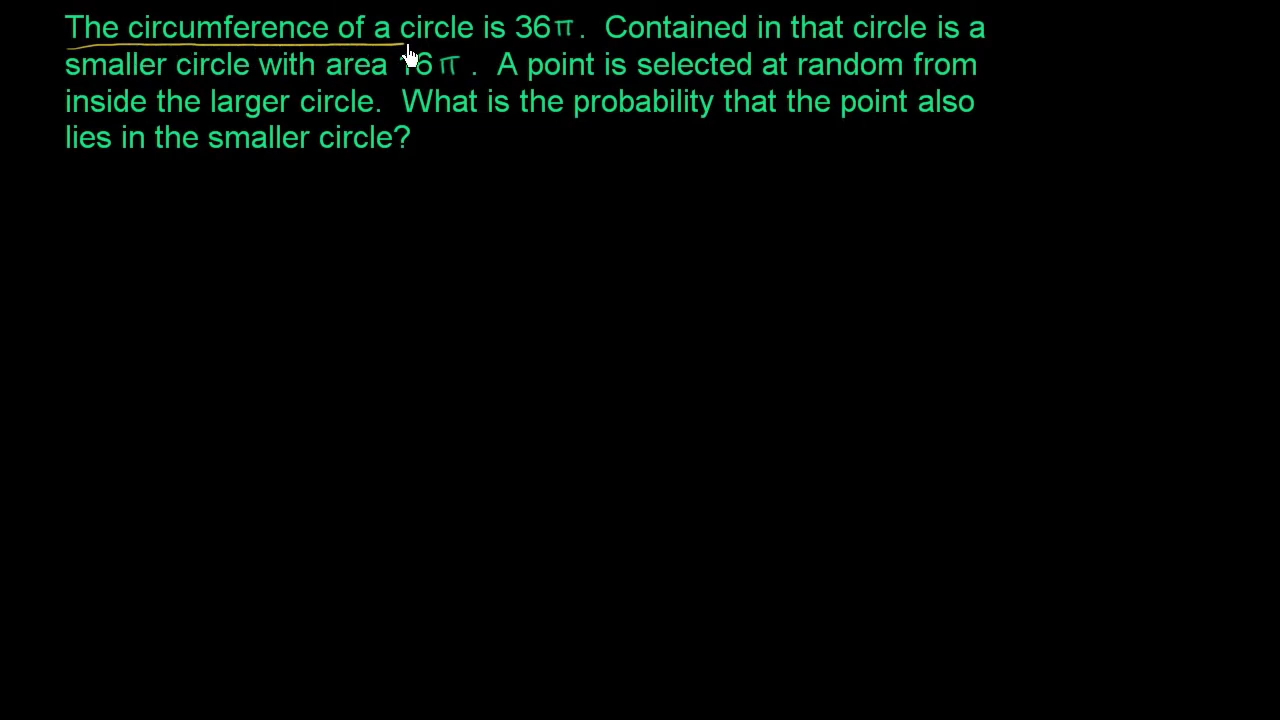 The circumference of a circle is 36π. Contained in that circle is a
smaller circle with area 16π. A point is selected at random from
inside the larger circle. What is the probability that the point also
lies in the smaller circle?